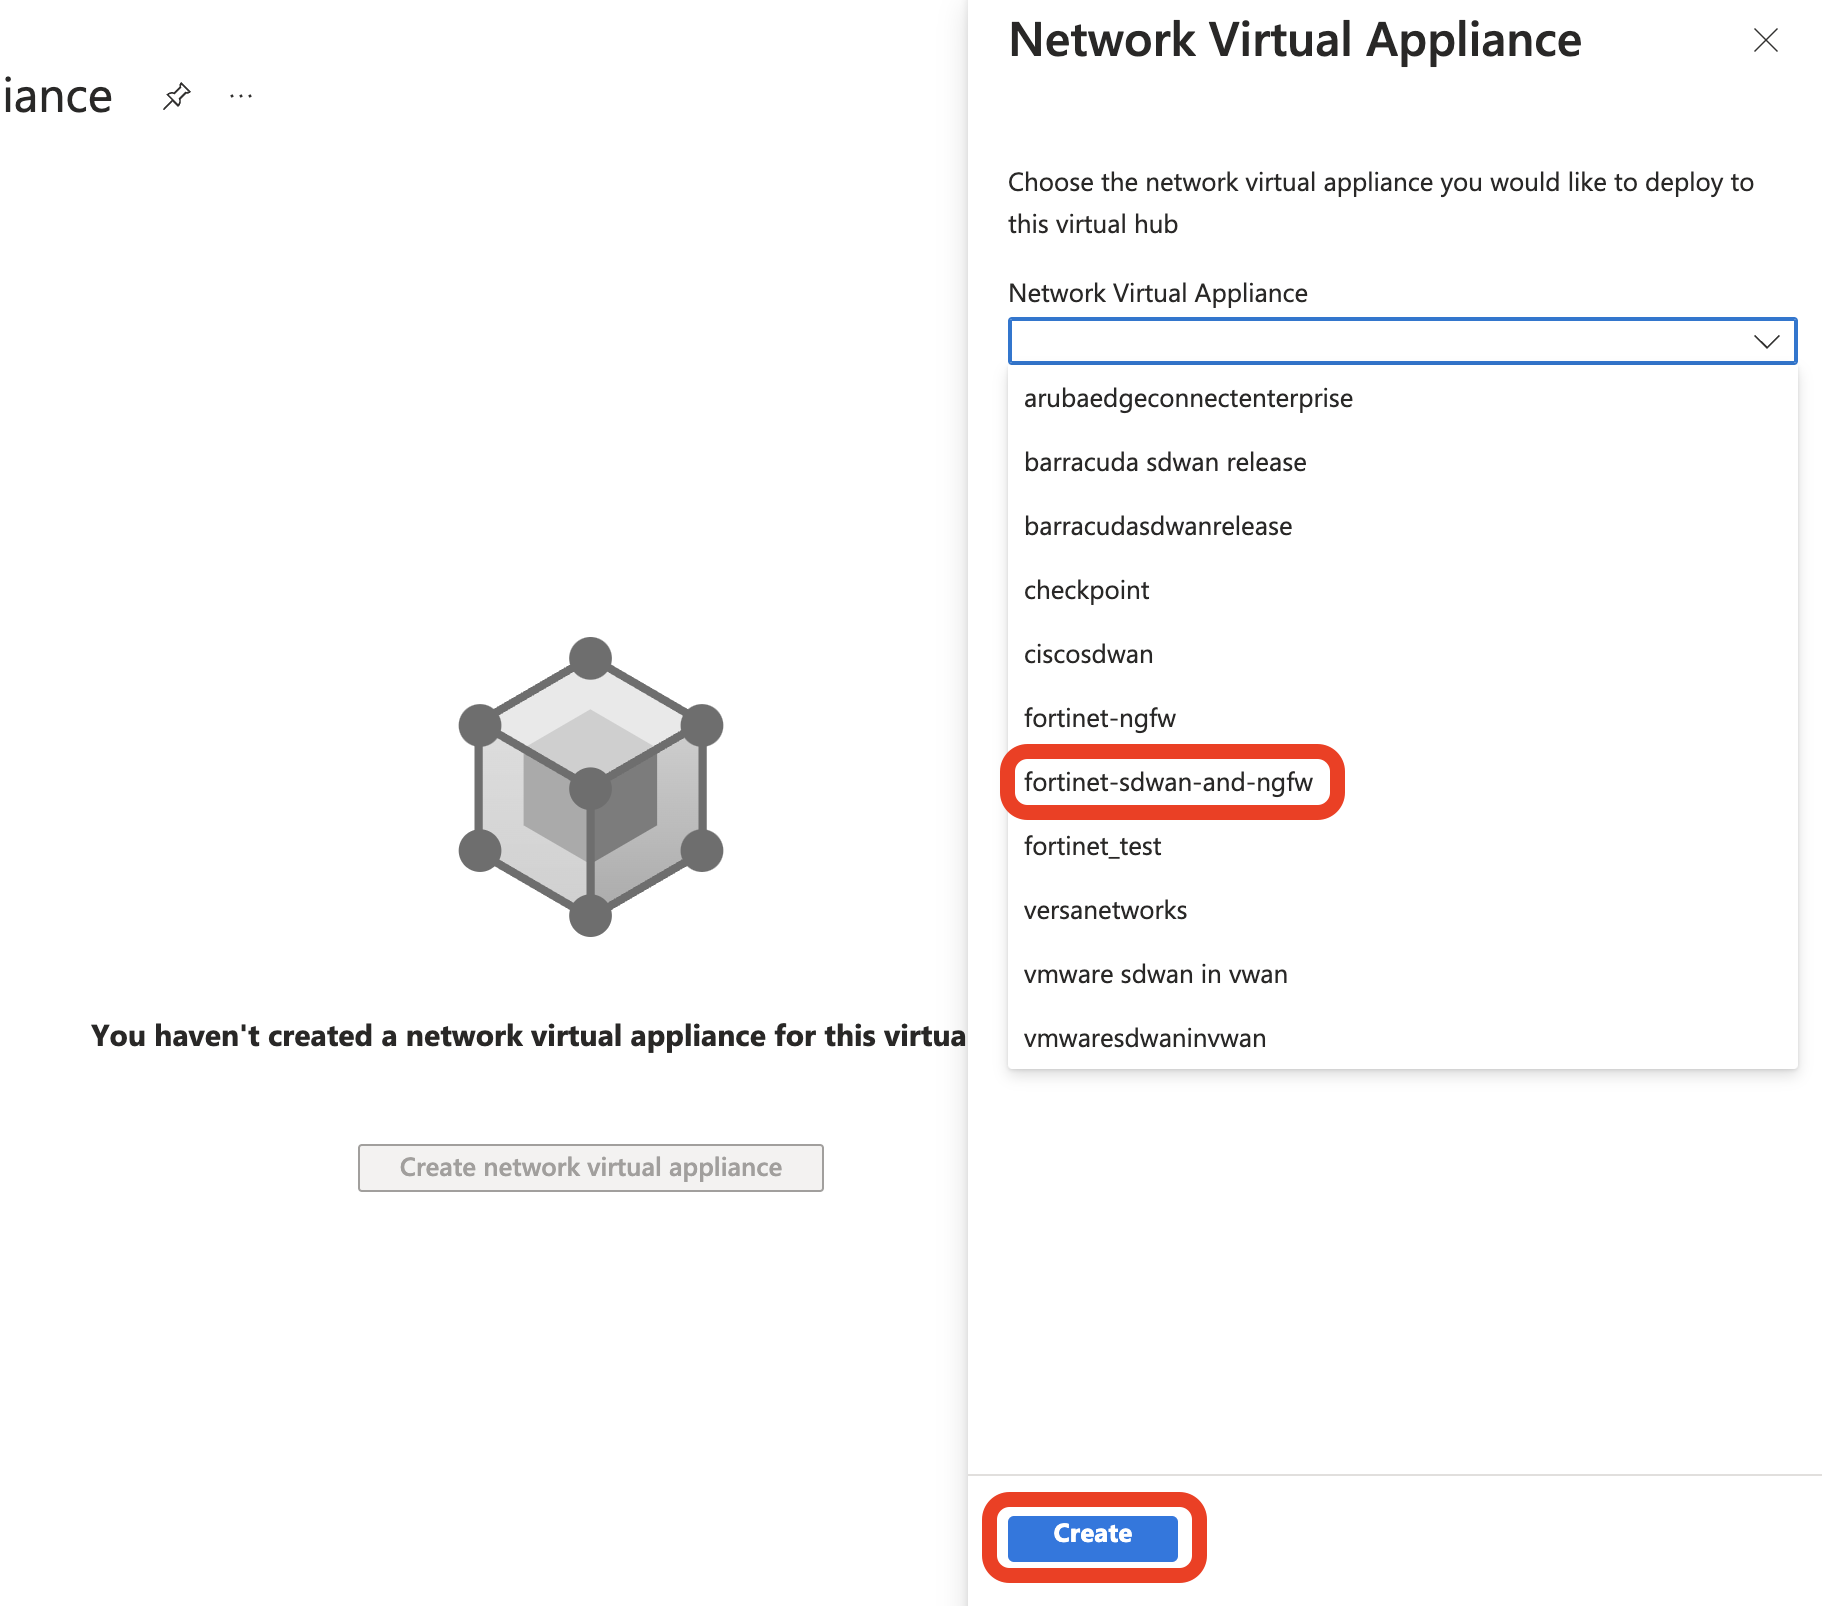 iance
You haven't created a network virtual appliance for this virtua
Create network virtual appliance
Network Virtual Appliance
Choose the network virtual appliance you would like to deploy to
this virtual hub
Network Virtual Appliance
arubaedgeconnectenterprise
barracuda sdwan release
barracudasdwanrelease
checkpoint
ciscosdwan
fortinet-ngfw
fortinet-sdwan-and-ngfw
fortinet_test
versanetworks
vmware sdwan in vwan
vmwaresdwaninvwan
Create